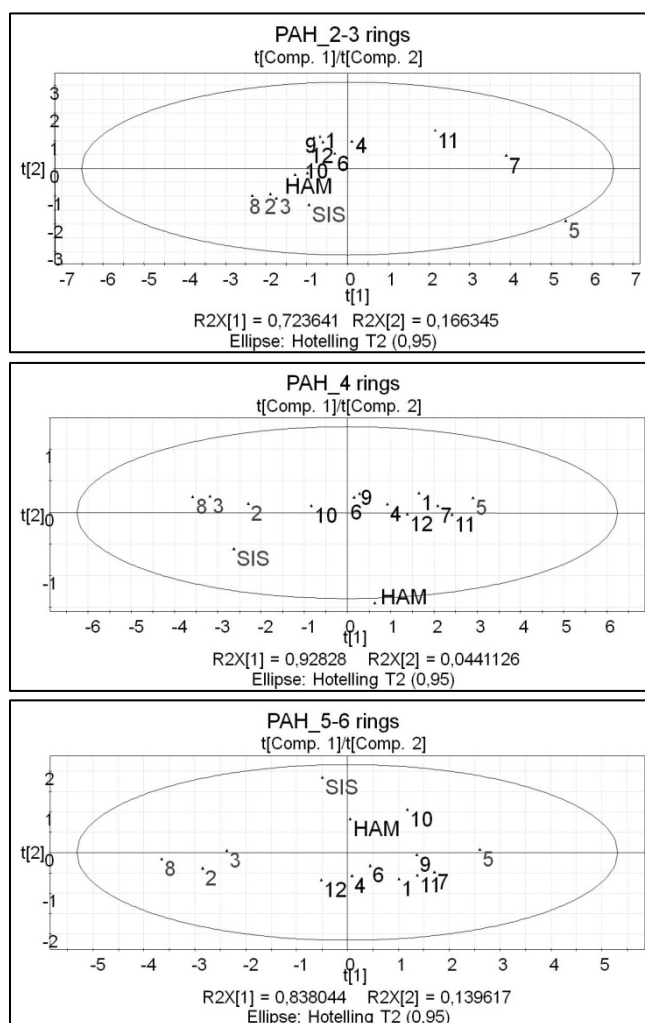 PAH_2-3 rings
t[Comp. 1]/t[Comp. 2]
3
2
1
t[2]
0
-1
-2
-3
9 1 4 11
12 6 7
10
HAM
8 2 3 SIS
5
-7 -6 -5 -4 -3 -2 -1 0 1 2 3 4 5 6 7
t[1]
R2X[1] = 0,723641 R2X[2] = 0,166345
Ellipse: Hotelling T2 (0,95)
PAH_4 rings
t[Comp. 1]/t[Comp. 2]
1
t[2]0
-1
8 3 2 10 6 9 4 12 1 7 11 5
SIS
HAM
-6 -5 -4 -3 -2 -1 0 1 2 3 4 5 6
t[1]
R2X[1] = 0,92828 R2X[2] = 0,0441126
Ellipse: Hotelling T2 (0,95)
PAH_5-6 rings
t[Comp. 1]/t[Comp. 2]
2
1
t[2]0
-1
-2
SIS
HAM 10
8 2 3 12 4 6 1 9 11 7 5
-5 -4 -3 -2 -1 0 1 2 3 4 5
t[1]
R2X[1] = 0,838044 R2X[2] = 0,139617
Ellipse: Hotelling T2 (0,95)